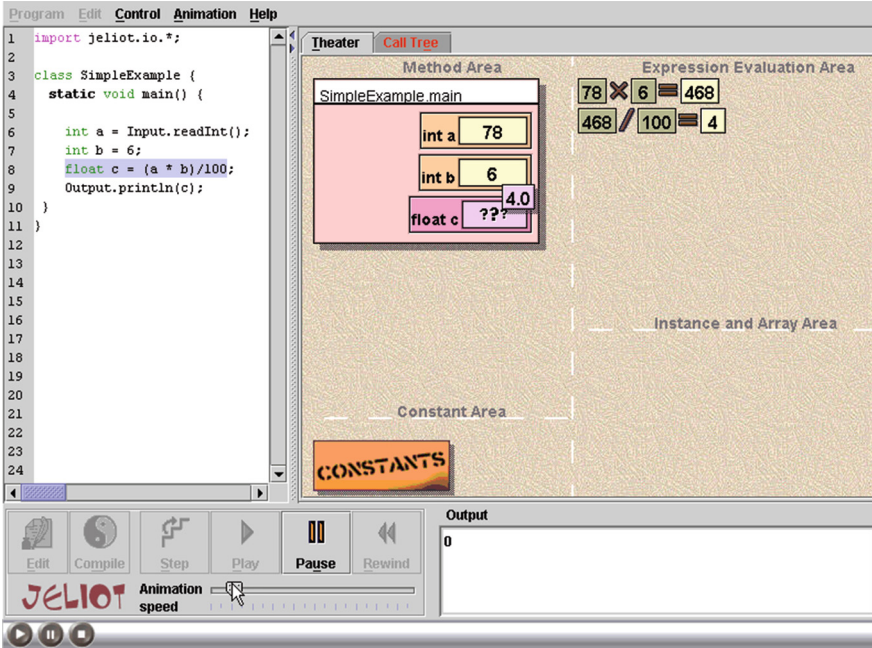 Program Edit Control Animation Help
1 import jeliot.io.*;
2
3 class SimpleExample {
4 static void main() {
5
6 int a = Input.readInt();
7 int b = 6;
8 float c = (a * b)/100;
9 Output.println(c);
10 }
11 }
12
13
14
15
16
17
18
19
20
21
22
23
24
Theater Call Tree
Method Area
SimpleExample.main
int a 78
int b 6
4.0
float c ???
Expression Evaluation Area
78 × 6 = 468
468 / 100 = 4
Instance and Array Area
Constant Area
CONSTANTS
Edit Compile Step Play Pause Rewind
JELIOT
Animation speed
Output
0